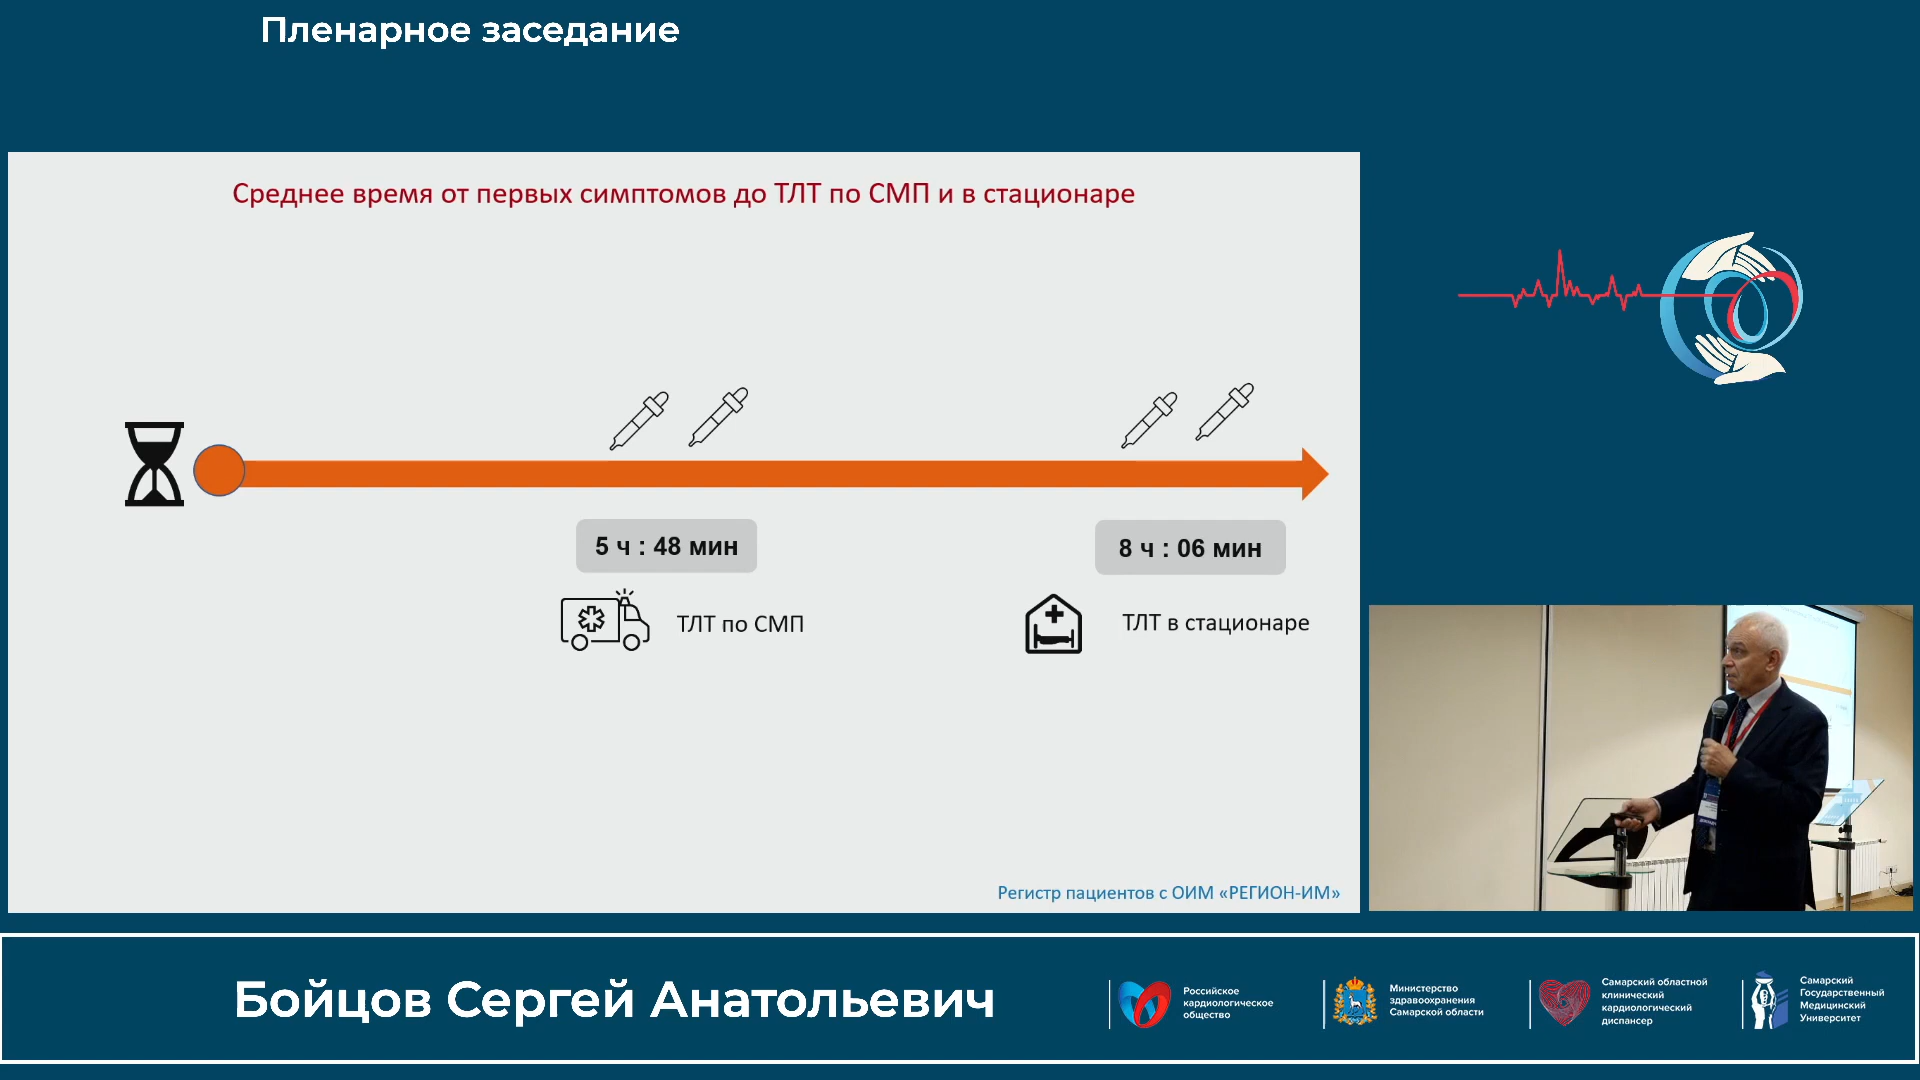 Пленарное заседание
Среднее время от первых симптомов до ТЛТ по СМП и в стационаре
5 ч : 48 мин
8 ч : 06 мин
ТЛТ по СМП
ТЛТ в стационаре
Регистр пациентов с ОИМ «РЕГИОН-ИМ»
Бойцов Сергей Анатольевич
Российское
кардиологическое
общество
Министерство
здравоохранения
Самарской области
Самарский областной
клинический
кардиологический
диспансер
Самарский
Государственный
Медицинский
Университет